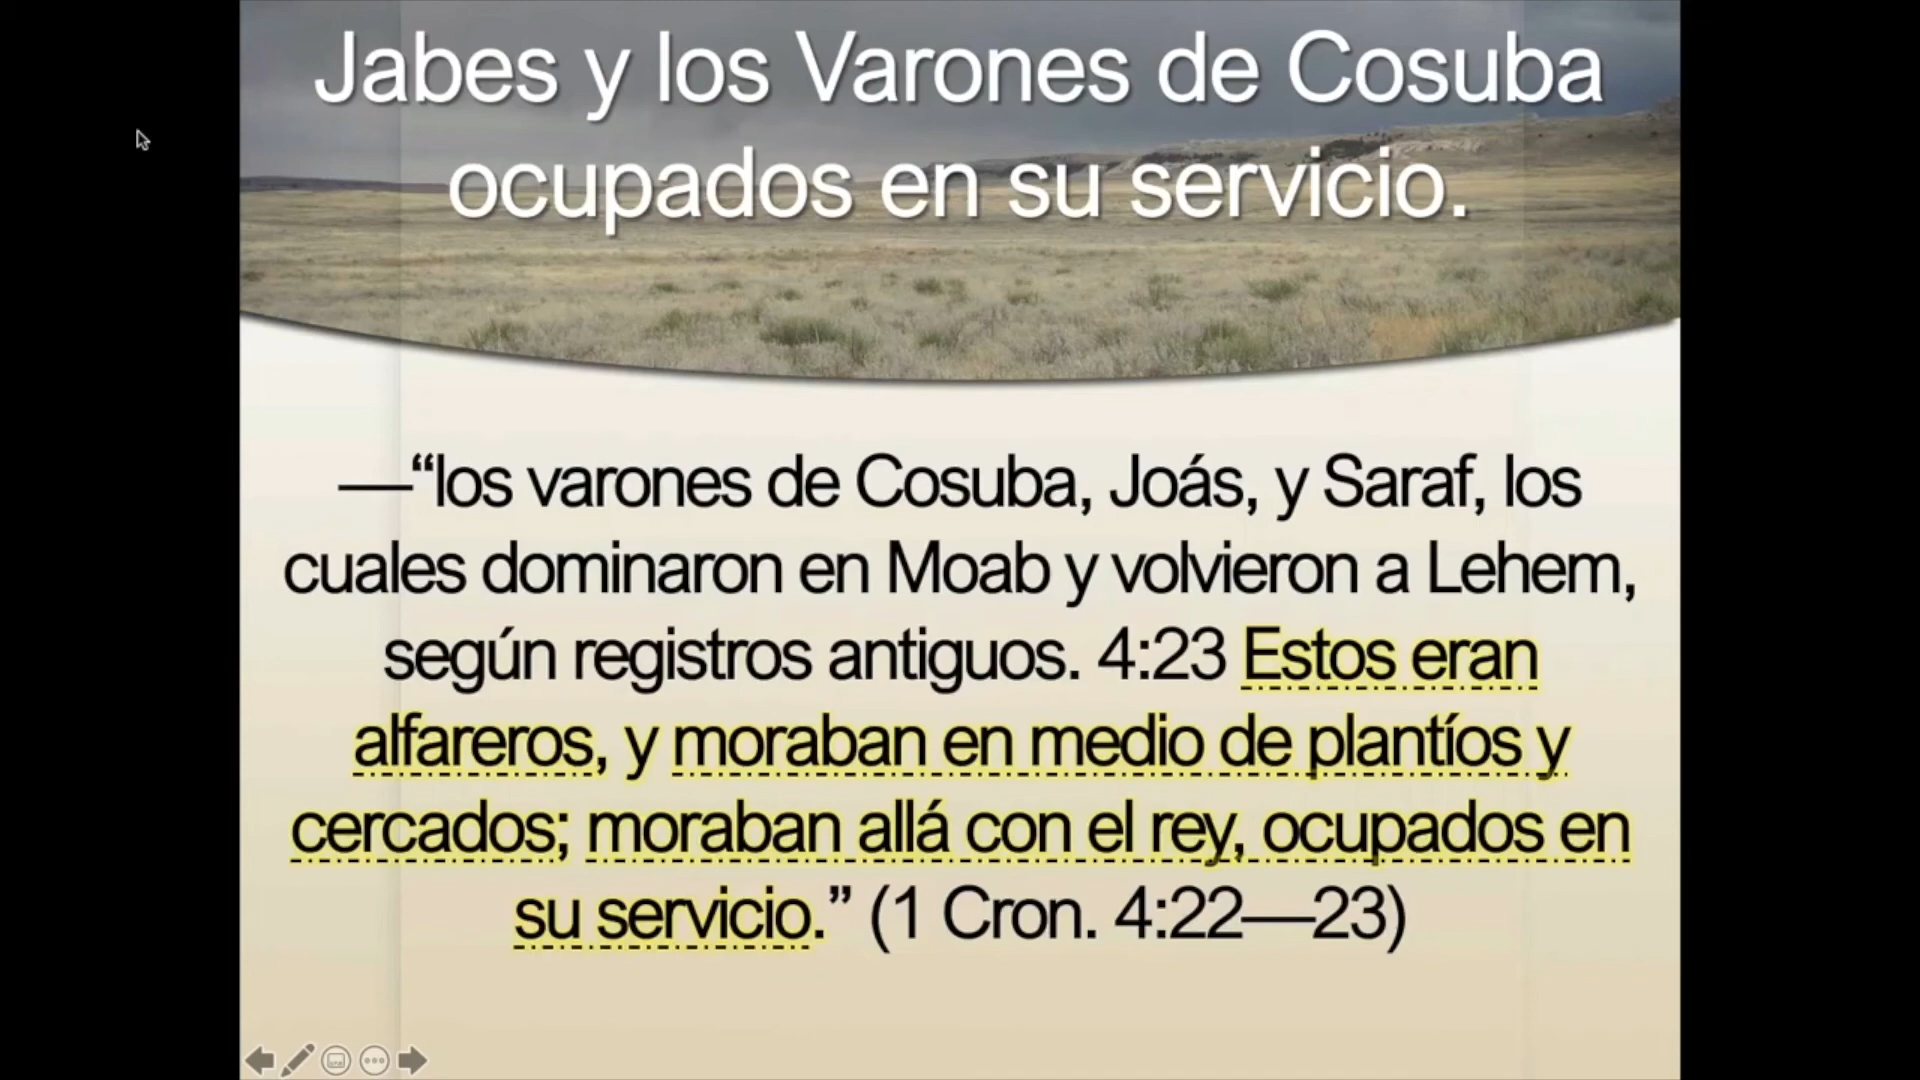 Jabes y los Varones de Cosuba
ocupados en su servicio.
—“los varones de Cosuba, Joás, y Saraf, los
cuales dominaron en Moab y volvieron a Lehem,
según registros antiguos. 4:23 Estos eran
alfareros, y moraban en medio de plantíos y
cercados; moraban allá con el rey, ocupados en
su servicio.” (1 Cron. 4:22—23)